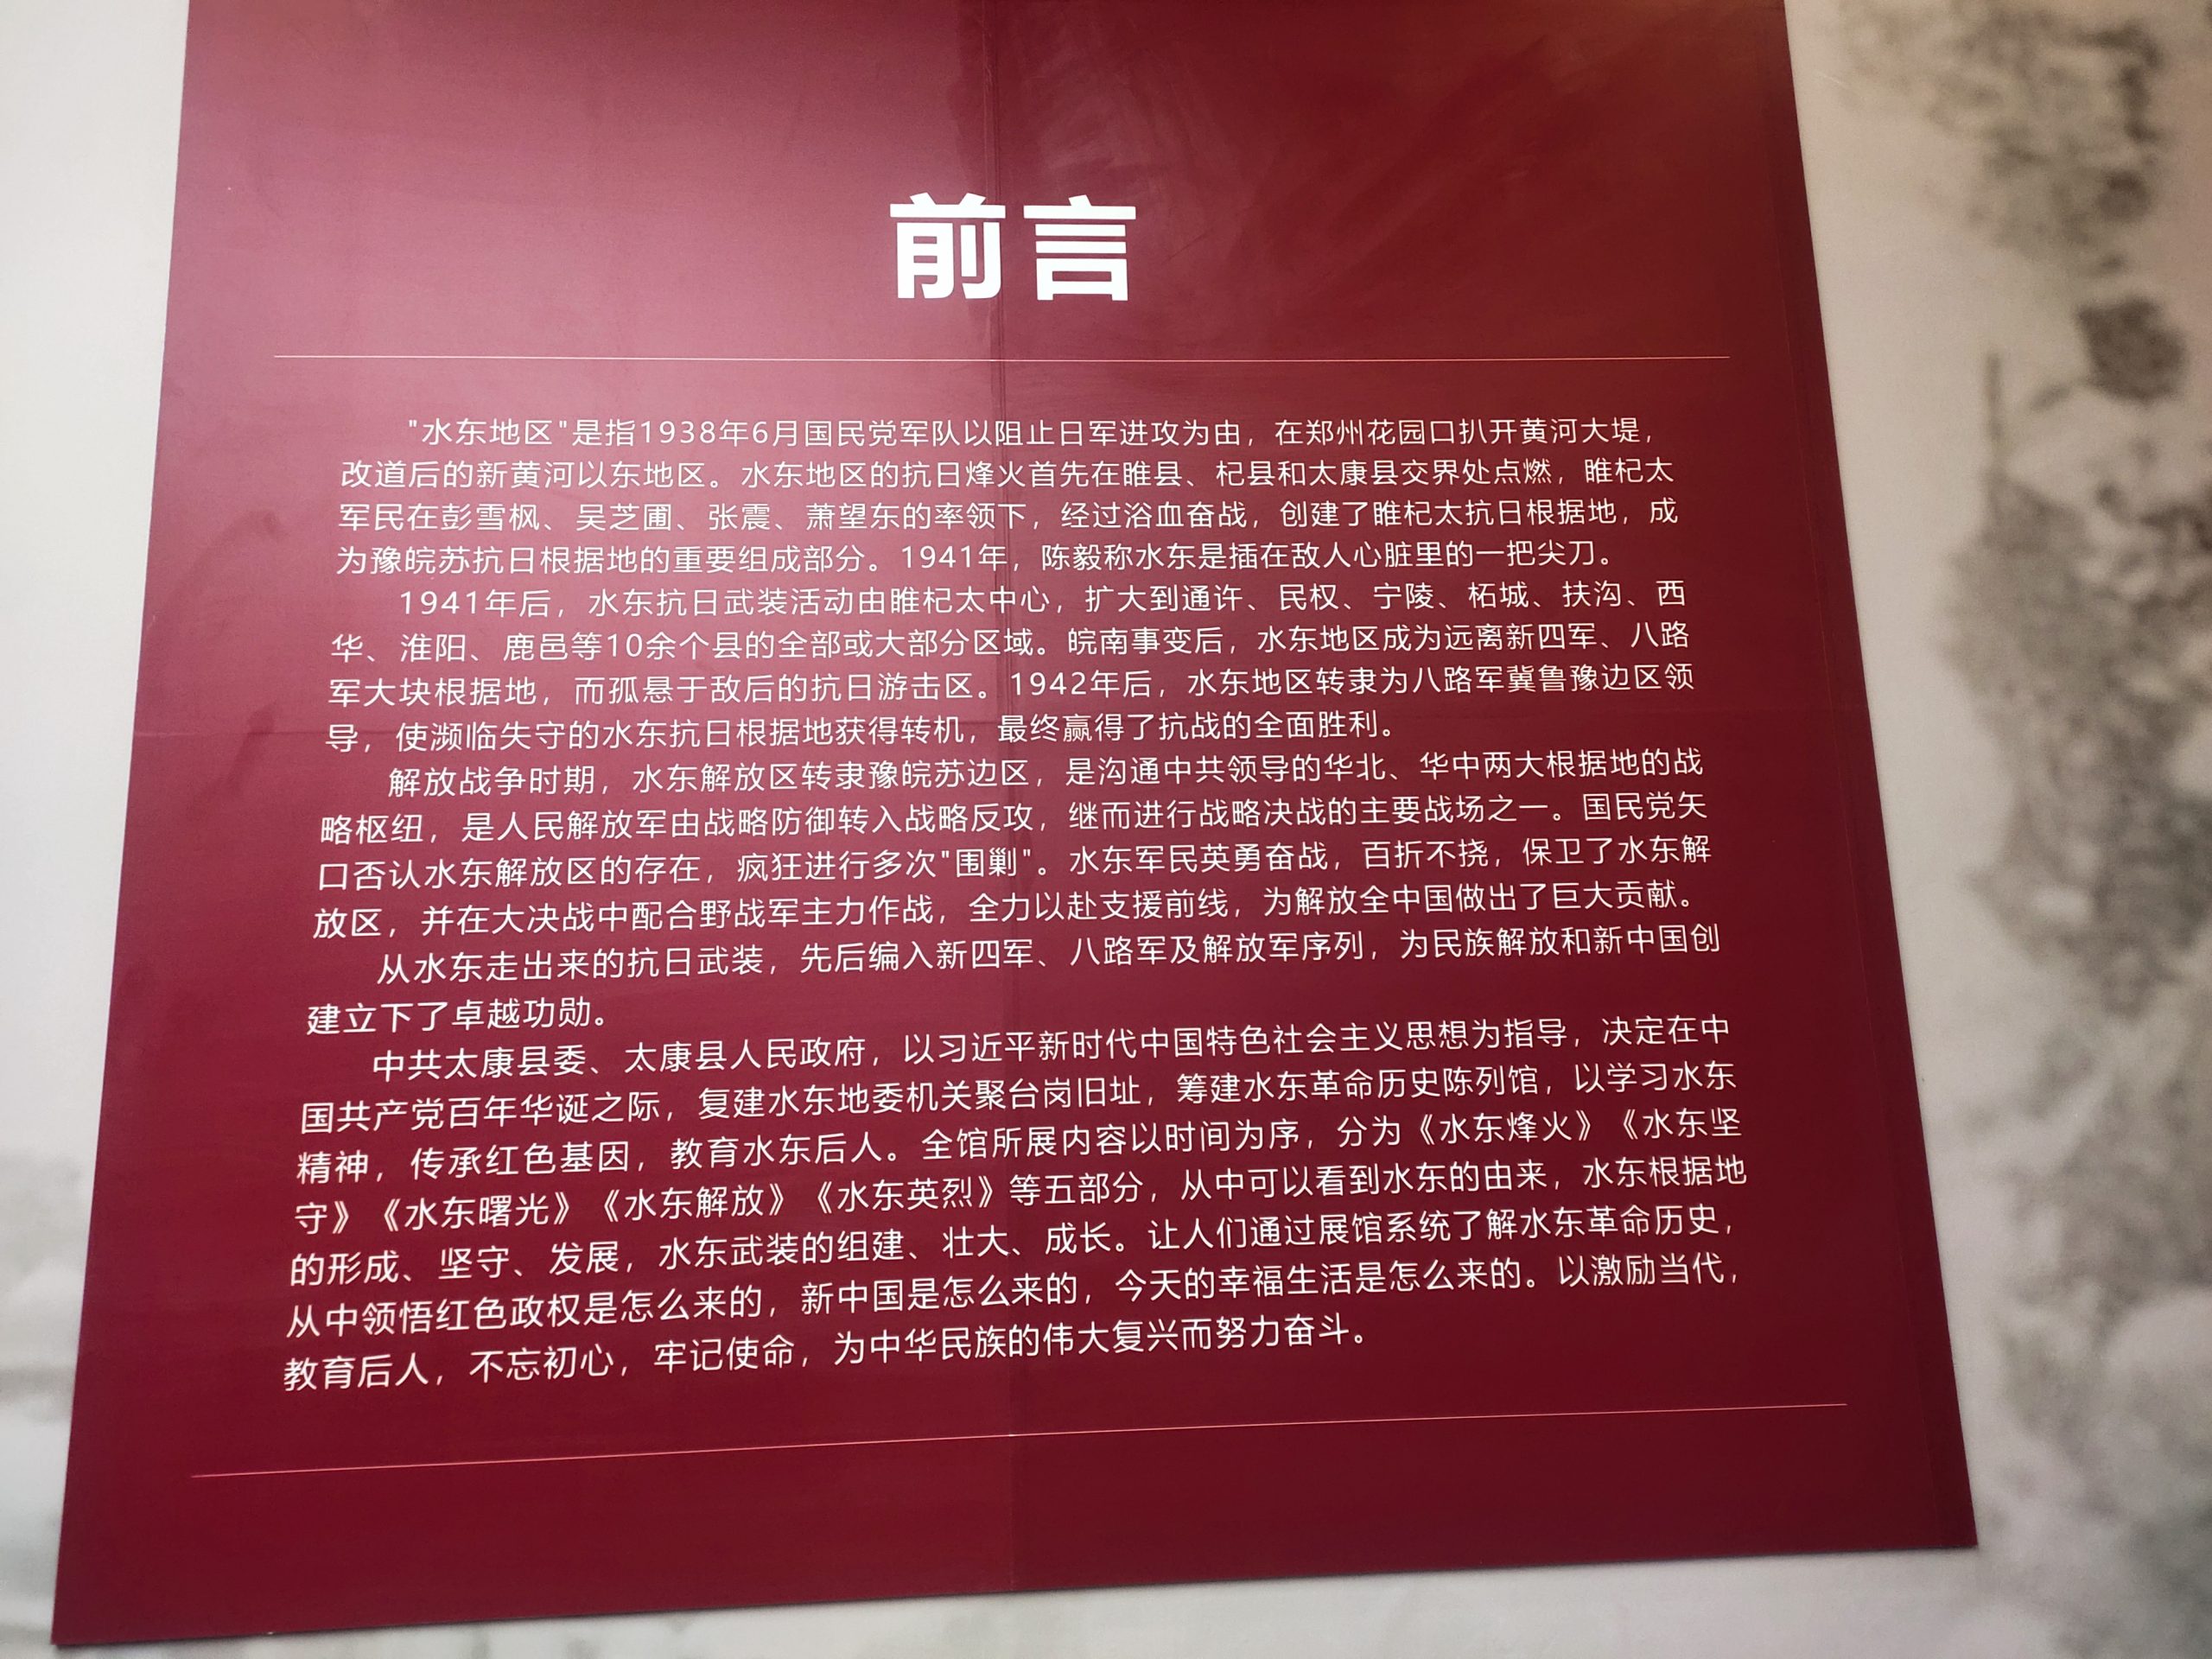 前言
"水东地区"是指1938年6月国民党军队以阻止日军进攻为由，在郑州花园口扒开黄河大堤，
改道后的新黄河以东地区。水东地区的抗日烽火首先在睢县、杞县和太康县交界处点燃，睢杞太
军民在彭雪枫、吴芝圃、张震、萧望东的率领下，经过浴血奋战，创建了睢杞太抗日根据地，成
为豫皖苏抗日根据地的重要组成部分。1941年，陈毅称水东是插在敌人心脏里的一把尖刀。
1941年后，水东抗日武装活动由睢杞太中心，扩大到通许、民权、宁陵、柘城、扶沟、西
华、淮阳、鹿邑等10余个县的全部或大部分区域。皖南事变后，水东地区成为远离新四军、八路
军大块根据地，而孤悬于敌后的抗日游击区。1942年后，水东地区转隶为八路军冀鲁豫边区领
导，使濒临失守的水东抗日根据地获得转机，最终赢得了抗战的全面胜利。
解放战争时期，水东解放区转隶豫皖苏边区，是沟通中共领导的华北、华中两大根据地的战
略枢纽，是人民解放军由战略防御转入战略反攻，继而进行战略决战的主要战场之一。国民党矢
口否认水东解放区的存在，疯狂进行多次"围剿"。水东军民英勇奋战，百折不挠，保卫了水东解
放区，并在大决战中配合野战军主力作战，全力以赴支援前线，为解放全中国做出了巨大贡献。
从水东走出来的抗日武装，先后编入新四军、八路军及解放军序列，为民族解放和新中国创
建立下了卓越功勋。
中共太康县委、太康县人民政府，以习近平新时代中国特色社会主义思想为指导，决定在中
国共产党百年华诞之际，复建水东地委机关聚台岗旧址，筹建水东革命历史陈列馆，以学习水东
精神，传承红色基因，教育水东后人。全馆所展内容以时间为序，分为《水东烽火》《水东坚
守》《水东曙光》《水东解放》《水东英烈》等五部分，从中可以看到水东的由来，水东根据地
的形成、坚守、发展，水东武装的组建、壮大、成长。让人们通过展馆系统了解水东革命历史，
从中领悟红色政权是怎么来的，新中国是怎么来的，今天的幸福生活是怎么来的。以激励当代，
教育后人，不忘初心，牢记使命，为中华民族的伟大复兴而努力奋斗。